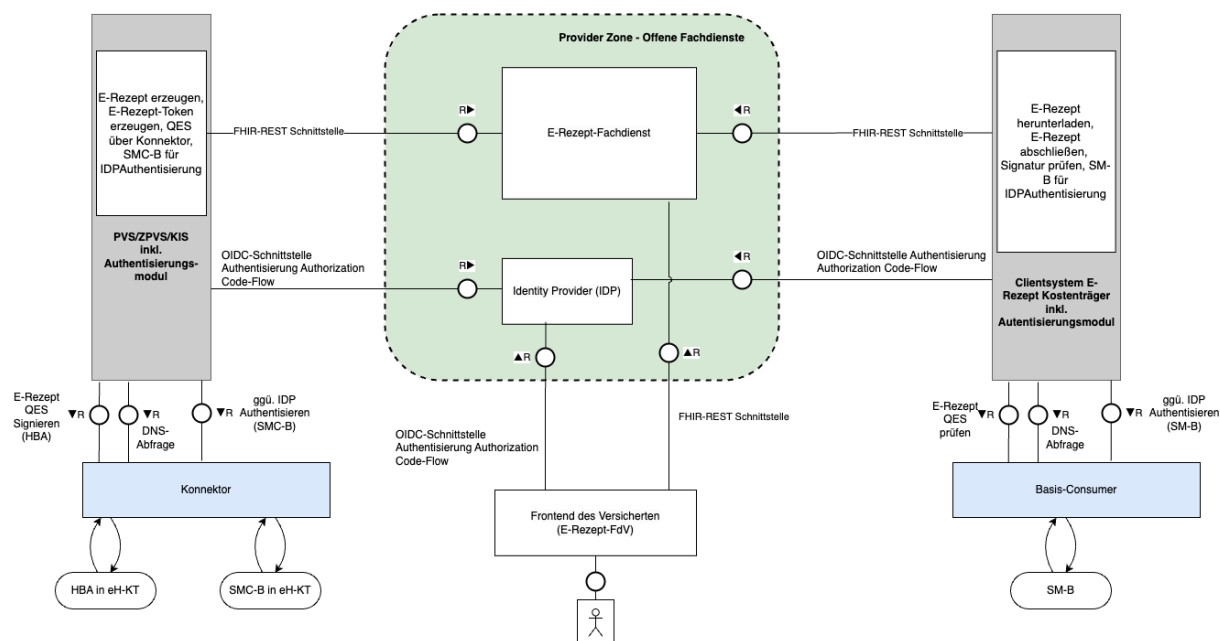 Provider Zone - Offene Fachdienste
E-Rezept erzeugen,
E-Rezept-Token
erzeugen, QES
über Konnektor,
SMC-B für
IDPAuthentisierung
PVS/ZPVS/KIS
inkl.
Authentisierungs-
modul
FHIR-REST Schnittstelle
R▶
E-Rezept-Fachdienst
◀R
FHIR-REST Schnittstelle
E-Rezept
herunterladen,
E-Rezept
abschließen,
Signatur prüfen, SM-
B für
IDPAuthentisierung
Clientsystem E-
Rezept Kostenträger
inkl.
Autentisierungsmodul
OIDC-Schnittstelle
Authentisierung Authorization
Code-Flow
R▶
Identity Provider (IDP)
◀R
OIDC-Schnittstelle Authentisierung
Authorization Code-Flow
▲R
▲R
E-Rezept
QES
Signieren
(HBA)
▼R
▼R
DNS-
Abfrage
▼R
ggü. IDP
Authentisieren
(SMC-B)
OIDC-Schnittstelle
Authentisierung Authorization
Code-Flow
FHIR-REST Schnittstelle
E-Rezept
QES
prüfen
▼R
▼R
DNS-
Abfrage
▼R
ggü. IDP
Authentisieren
(SM-B)
Konnektor
Frontend des Versicherten
(E-Rezept-FdV)
Basis-Consumer
HBA in eH-KT
SMC-B in eH-KT
SM-B